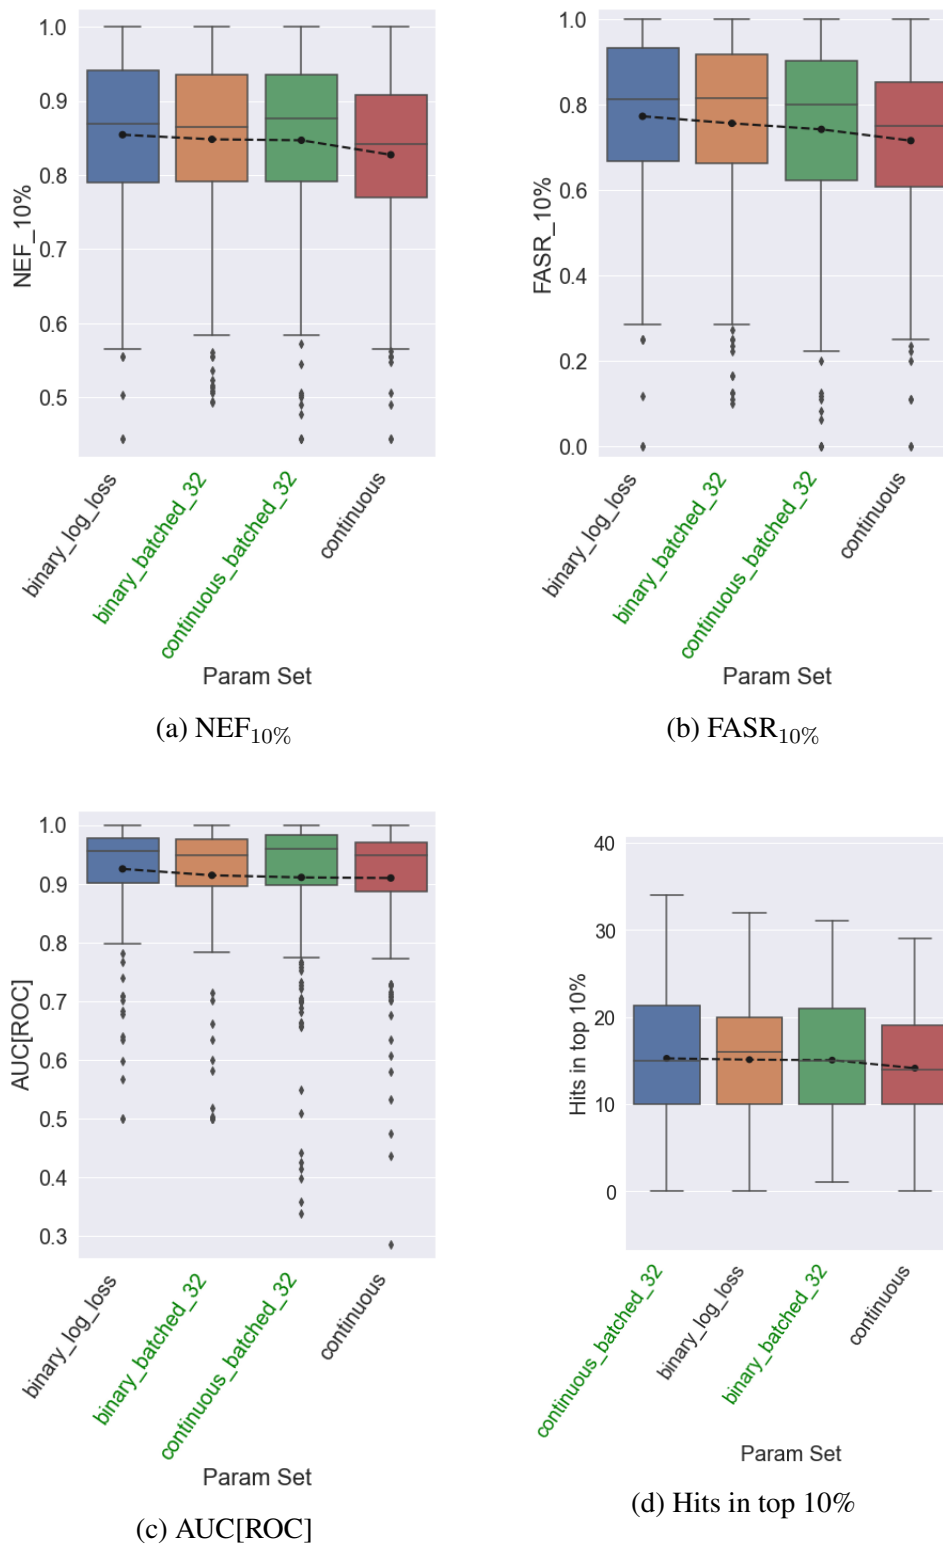 1.0
0.9
0.8
0.7
0.6
0.5
NEF_10%
binary_log_loss
binary_batched_32
continuous_batched_32
continuous
Param Set
(a) NEF10%
1.0
0.8
0.6
0.4
0.2
0.0
FASR_10%
binary_log_loss
binary_batched_32
continuous_batched_32
continuous
Param Set
(b) FASR10%
1.0
0.9
0.8
0.7
0.6
0.5
0.4
0.3
AUC[ROC]
binary_log_loss
binary_batched_32
continuous_batched_32
continuous
Param Set
(c) AUC[ROC]
40
30
20
10
0
Hits in top 10%
continuous_batched_32
binary_log_loss
binary_batched_32
continuous
Param Set
(d) Hits in top 10%